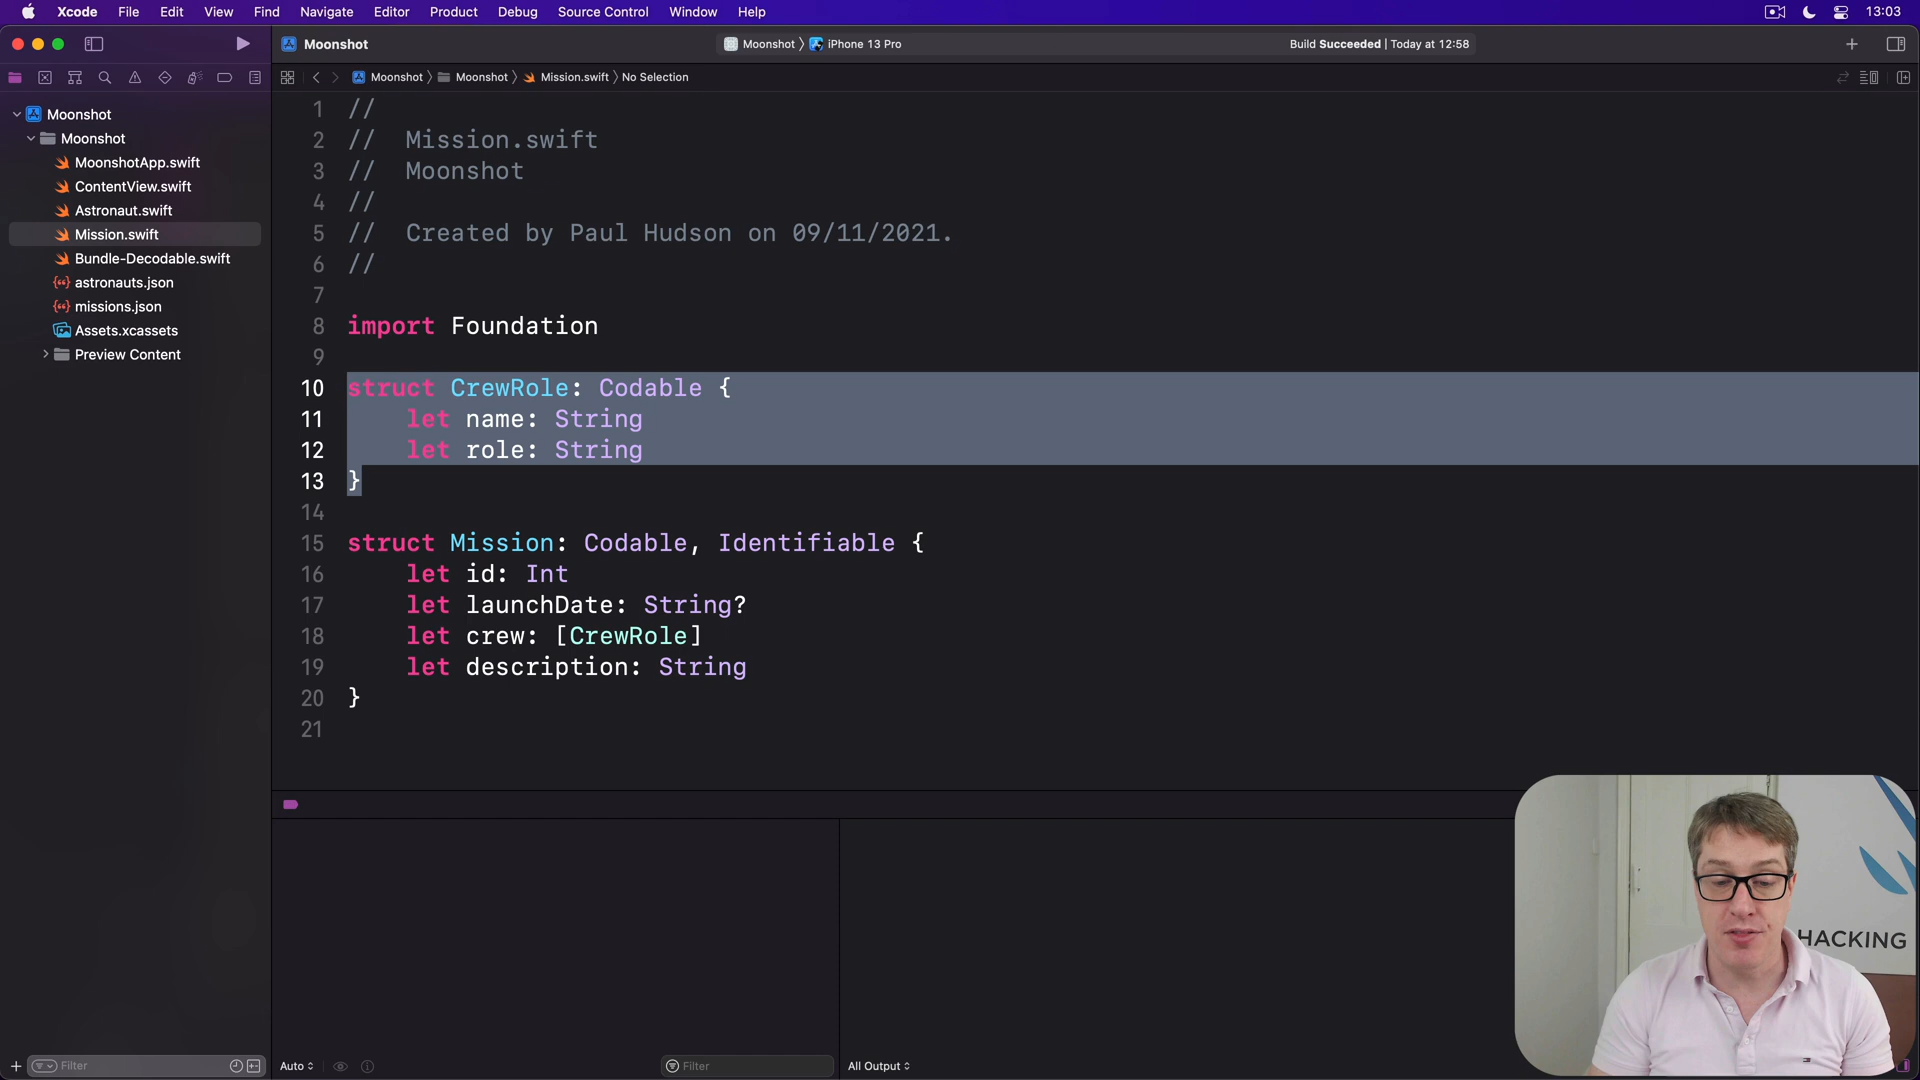 Xcode File Edit View Find Navigate Editor Product Debug Source Control Window Help 13:03
Moonshot Moonshot iPhone 13 Pro Build Succeeded | Today at 12:58
Moonshot Moonshot Mission.swift No Selection
Moonshot
Moonshot
MoonshotApp.swift
ContentView.swift
Astronaut.swift
Mission.swift
Bundle-Decodable.swift
astronauts.json
missions.json
Assets.xcassets
Preview Content
1 //
2 //  Mission.swift
3 //  Moonshot
4 //
5 //  Created by Paul Hudson on 09/11/2021.
6 //
7
8 import Foundation
9
10 struct CrewRole: Codable {
11     let name: String
12     let role: String
13 }
14
15 struct Mission: Codable, Identifiable {
16     let id: Int
17     let launchDate: String?
18     let crew: [CrewRole]
19     let description: String
20 }
21
HACKING
Filter Auto Filter All Output